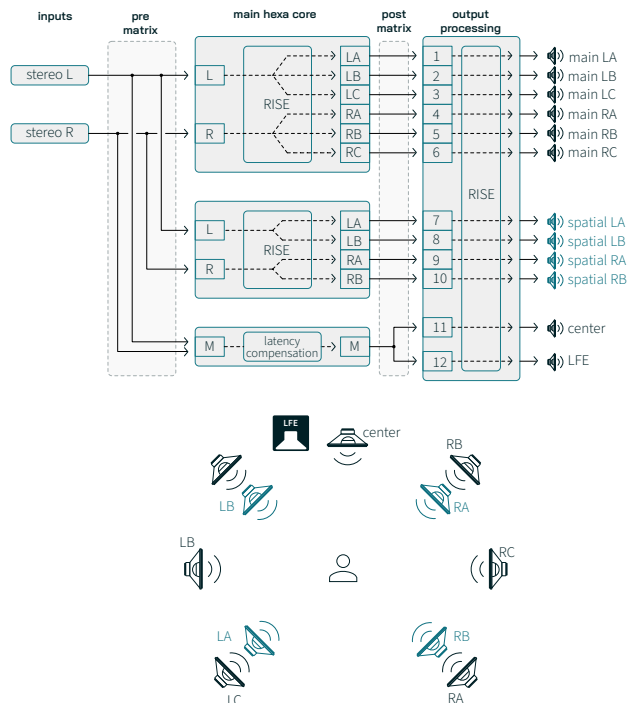 inputs
pre
matrix
main hexa core
post
matrix
output
processing
stereo L
stereo R
L
R
RISE
LA
LB
LC
RA
RB
RC
1
2
3
4
5
6
main LA
main LB
main LC
main RA
main RB
main RC
RISE
L
R
RISE
LA
LB
RA
RB
7
8
9
10
spatial LA
spatial LB
spatial RA
spatial RB
M
latency
compensation
M
11
12
center
LFE
LFE
center
RB
LB
RA
LB
RC
LA
RB
LC
RA